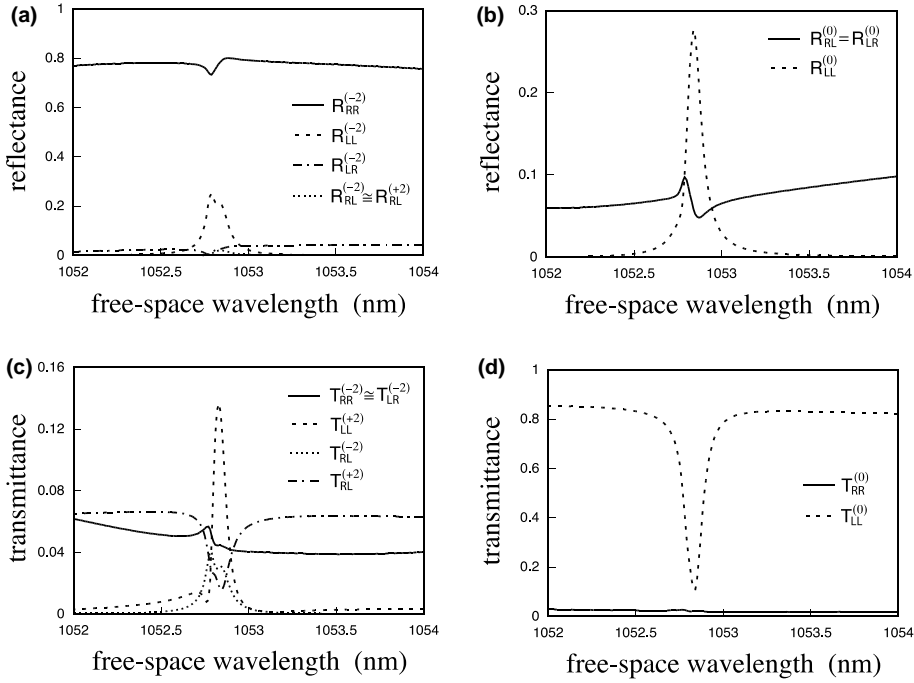 (a)
1
0.8
0.6
0.4
0.2
0
reflectance
R_RR^(−2)
R_LL^(−2)
R_LR^(−2)
R_RL^(−2) ≅ R_RL^(+2)
1052
1052.5
1053
1053.5
1054
free-space wavelength (nm)
(b)
0.3
0.2
0.1
0
reflectance
R_RL^(0) = R_LR^(0)
R_LL^(0)
1052
1052.5
1053
1053.5
1054
free-space wavelength (nm)
(c)
0.16
0.12
0.08
0.04
0
transmittance
T_RR^(−2) ≅ T_LR^(−2)
T_LL^(+2)
T_RL^(−2)
T_RL^(+2)
1052
1052.5
1053
1053.5
1054
free-space wavelength (nm)
(d)
1
0.8
0.6
0.4
0.2
0
transmittance
T_RR^(0)
T_LL^(0)
1052
1052.5
1053
1053.5
1054
free-space wavelength (nm)